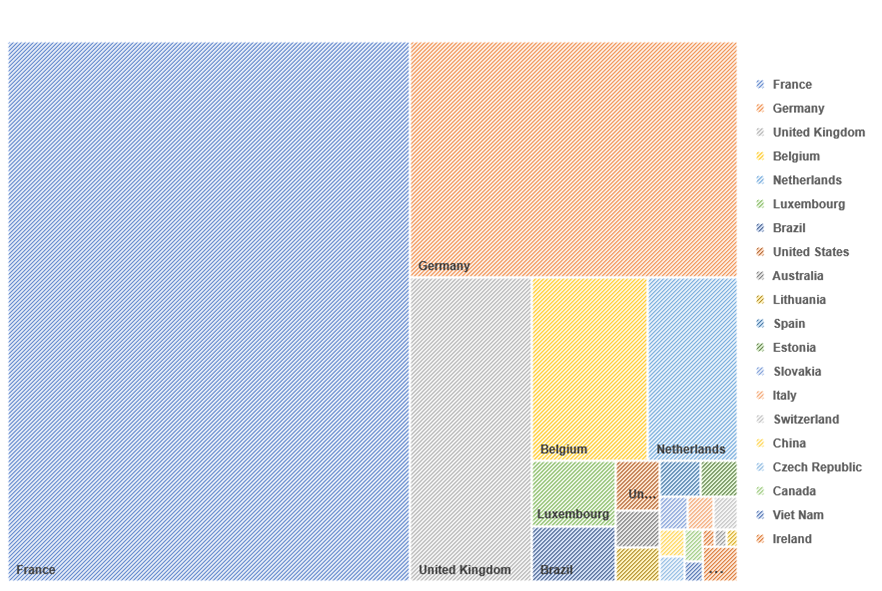 Germany
Belgium
Netherlands
Un...
Luxembourg
France
United Kingdom
Brazil
...
France
Germany
United Kingdom
Belgium
Netherlands
Luxembourg
Brazil
United States
Australia
Lithuania
Spain
Estonia
Slovakia
Italy
Switzerland
China
Czech Republic
Canada
Viet Nam
Ireland